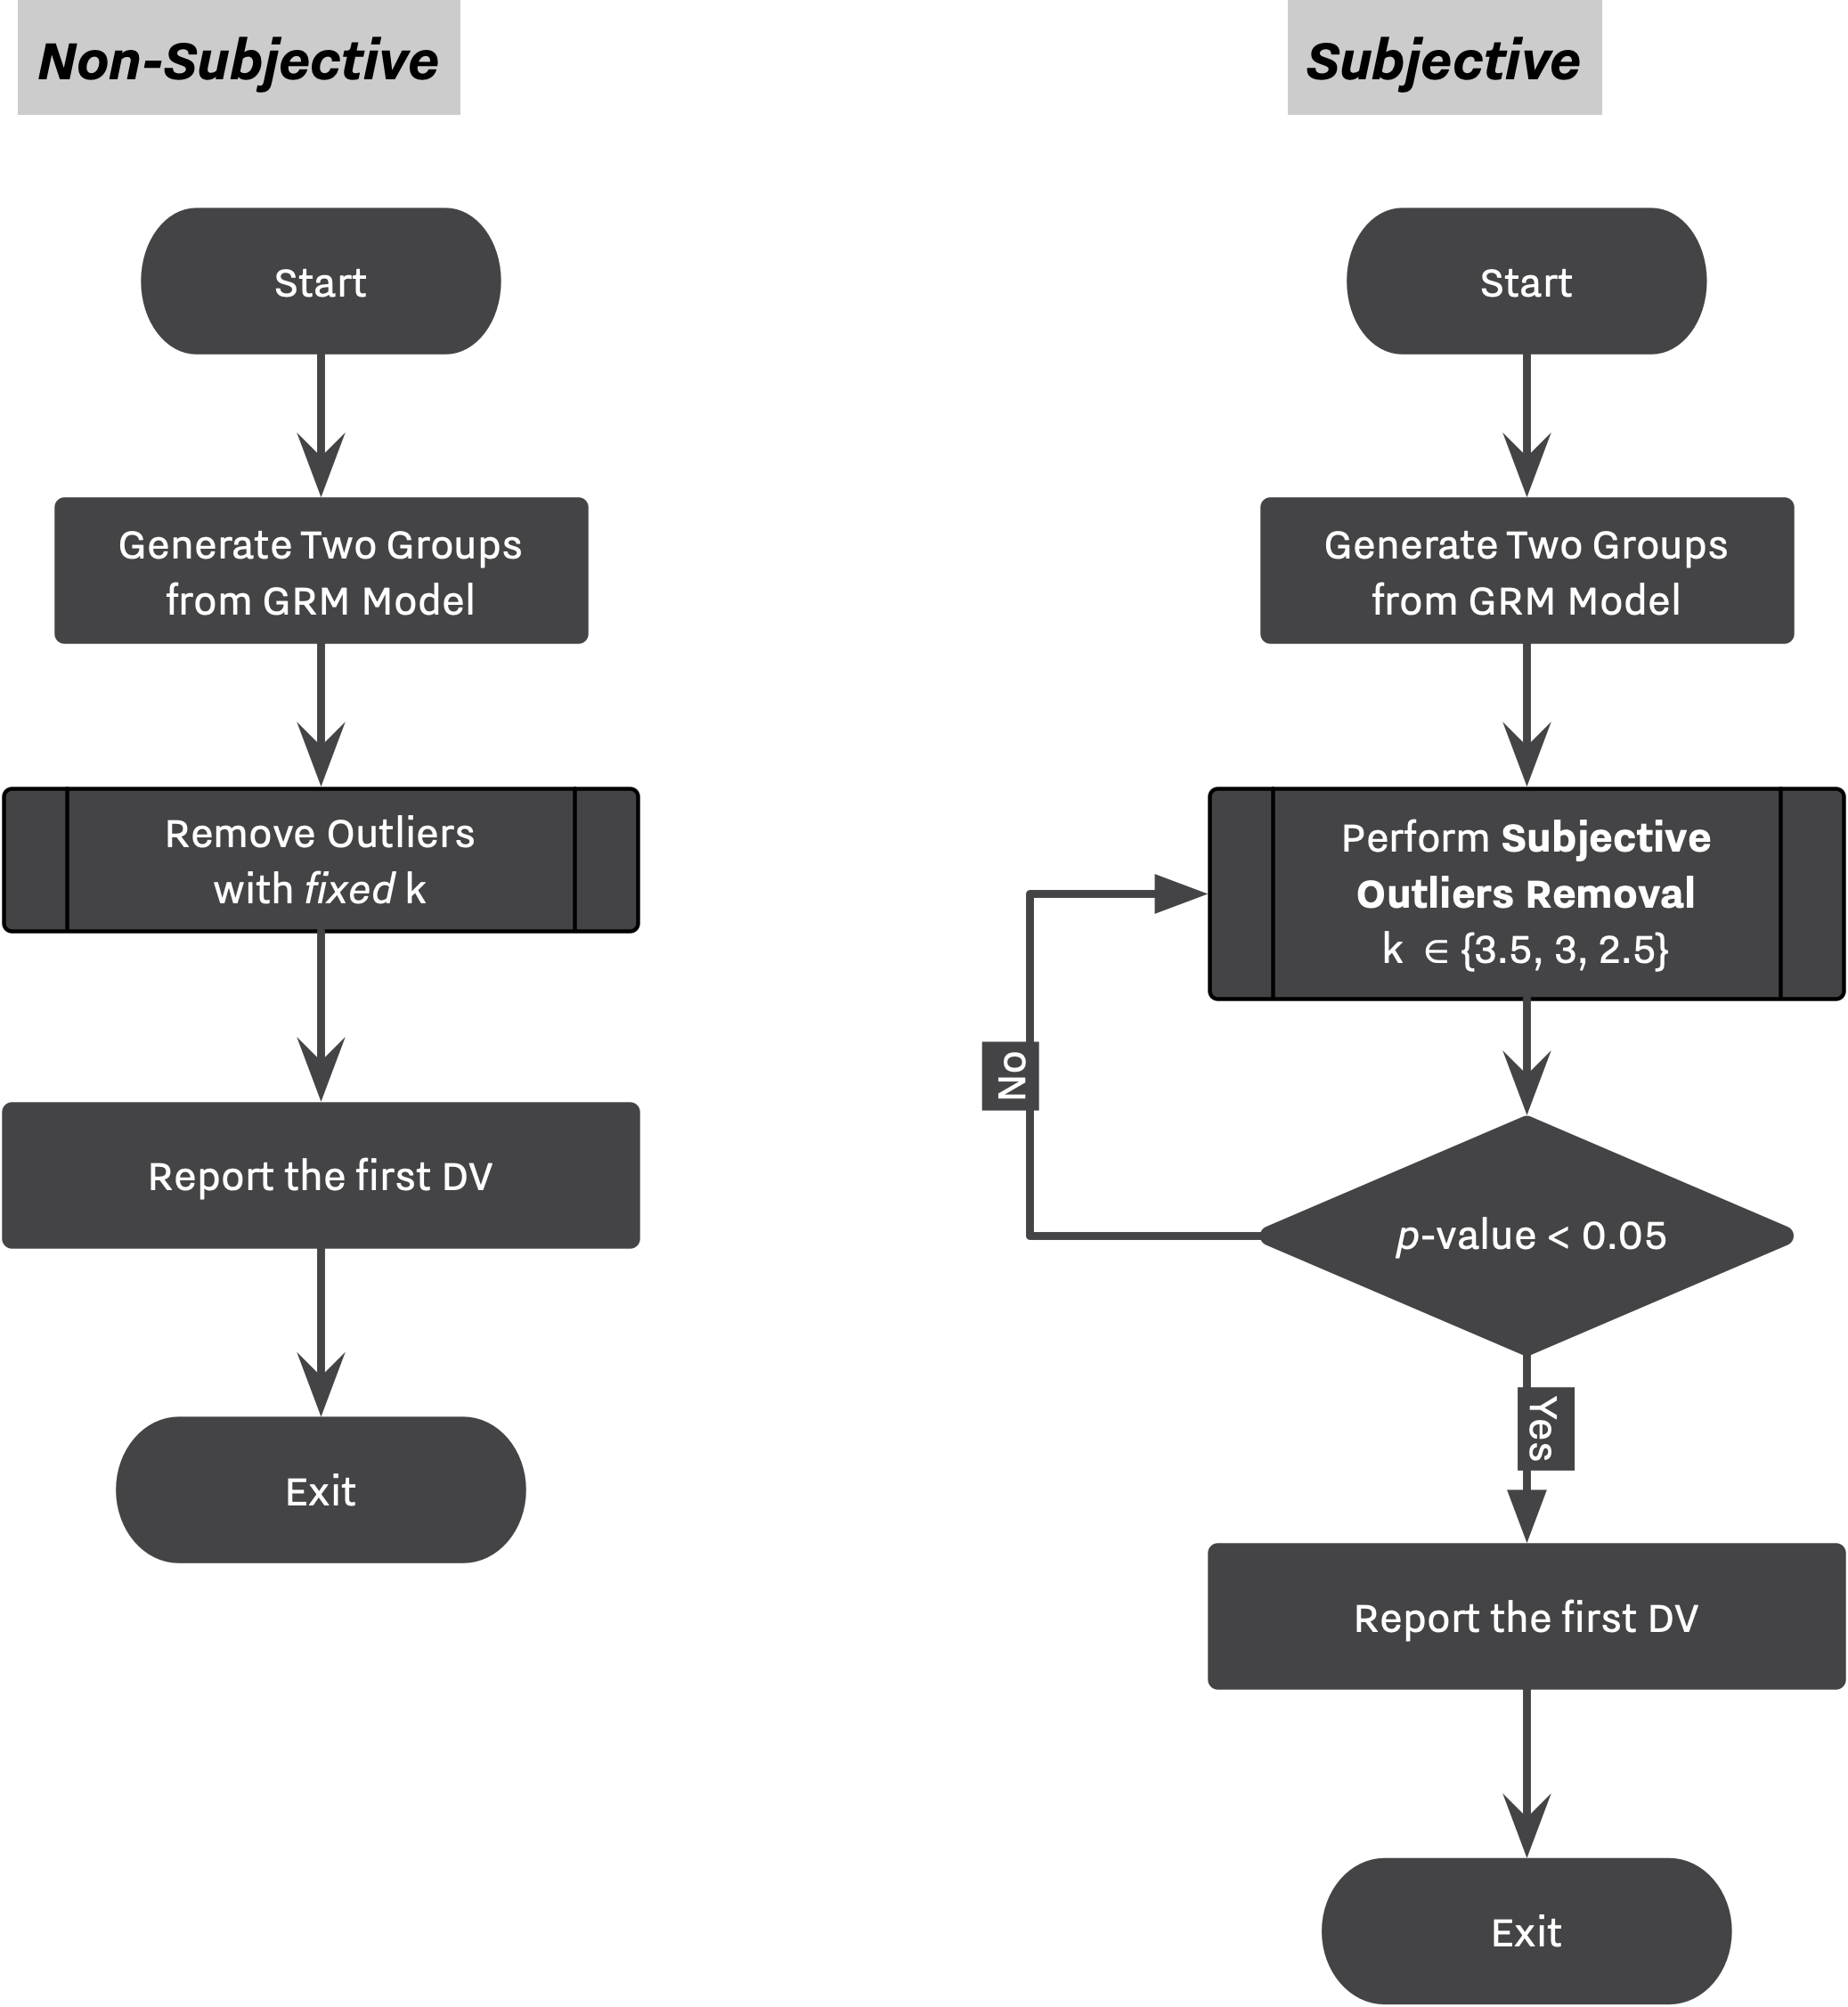 Non-Subjective
Start
Generate Two Groups
from GRM Model
Remove Outliers
with fixed k
Report the first DV
Exit
Subjective
Start
Generate Two Groups
from GRM Model
Perform Subjective
Outliers Removal
k ∈ {3.5, 3, 2.5}
No
p-value < 0.05
Yes
Report the first DV
Exit